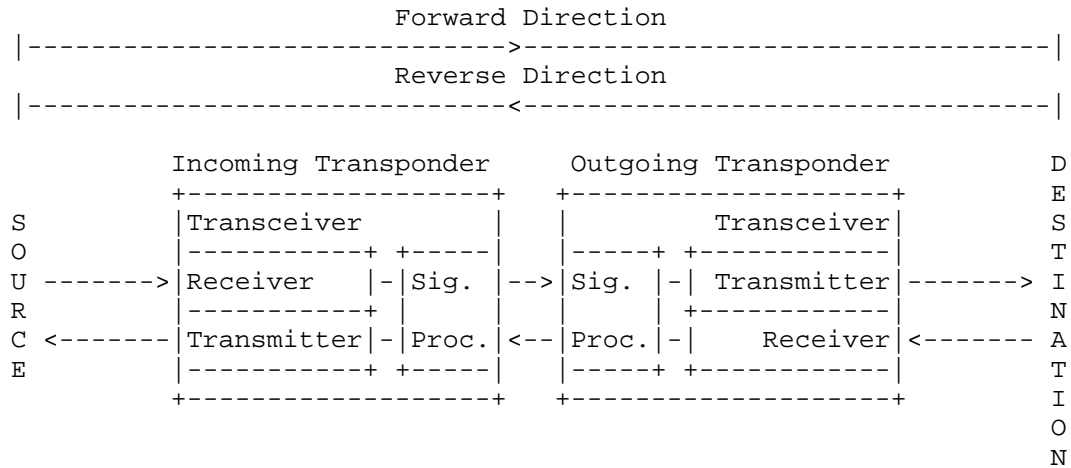 Forward Direction
|------------------------------>---------------------------------|
                        Reverse Direction
|------------------------------<---------------------------------|

          Incoming Transponder     Outgoing Transponder          D
          +-------------------+   +--------------------+         E
S         |Transceiver        |   |         Transceiver|         S
O         |-----------+ +-----|   |-----+ +------------|         T
U ------->|Receiver   |-|Sig. |-->|Sig. |-| Transmitter|-------> I
R         |-----------+ |     |   |     | +------------|         N
C <-------|Transmitter|-|Proc.|<--|Proc.|-|    Receiver|<------- A
E         |-----------+ +-----|   |-----+ +------------|         T
          +-------------------+   +--------------------+         I
                                                                 O
                                                                 N